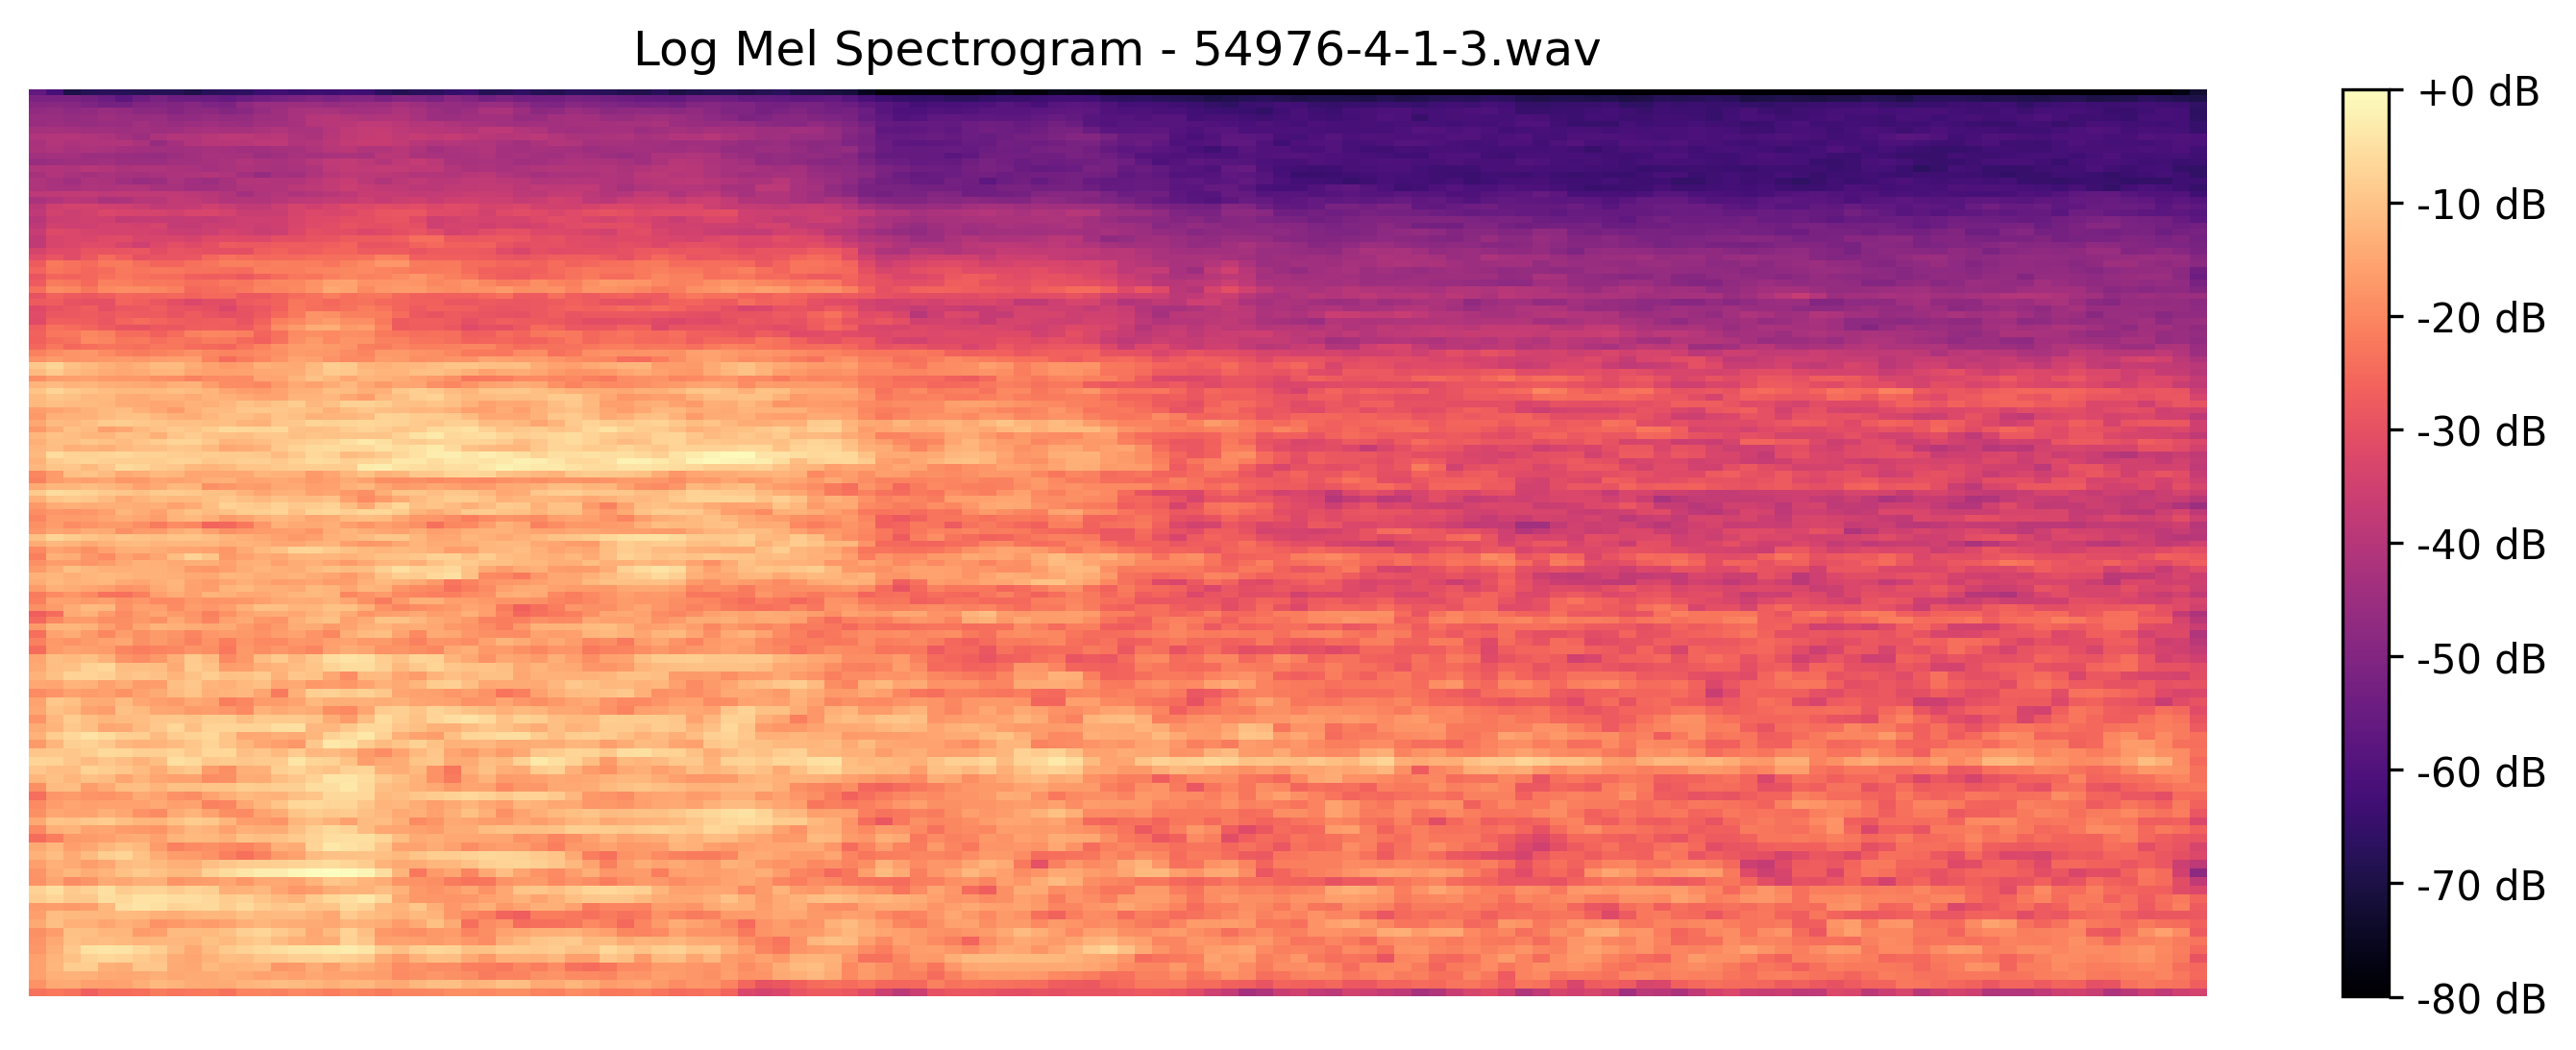 Log Mel Spectrogram - 54976-4-1-3.wav
+0 dB
-10 dB
-20 dB
-30 dB
-40 dB
-50 dB
-60 dB
-70 dB
-80 dB